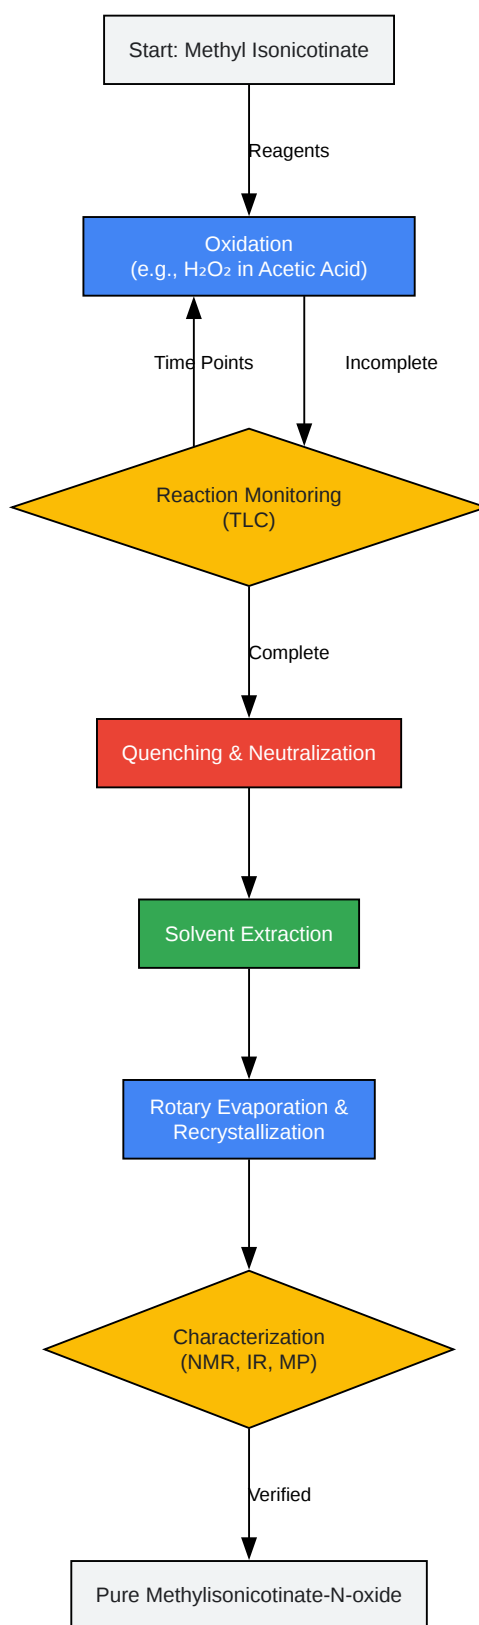 Start: Methyl Isonicotinate
Reagents
Oxidation
(e.g., H₂O₂ in Acetic Acid)
Time Points
Incomplete
Reaction Monitoring
(TLC)
Complete
Quenching & Neutralization
Solvent Extraction
Rotary Evaporation &
Recrystallization
Characterization
(NMR, IR, MP)
Verified
Pure Methylisonicotinate-N-oxide